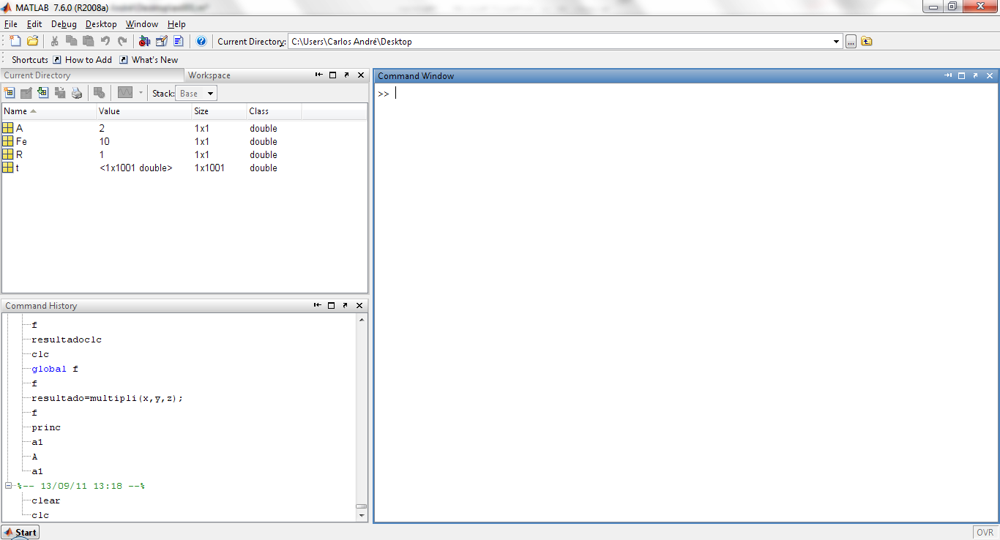 MATLAB 7.6.0 (R2008a)
File Edit Debug Desktop Window Help
Current Directory: C:\Users\Carlos André\Desktop ...
Shortcuts How to Add What's New
Current Directory Workspace
Stack: Base
Name Value Size Class
A 2 1x1 double
Fe 10 1x1 double
R 1 1x1 double
t <1x1001 double> 1x1001 double
Command History
f
resultadoclc
clc
global f
f
resultado=multipli(x,y,z);
f
princ
a1
A
a1
%-- 13/09/11 13:18 --%
clear
clc
Command Window
>>
Start
OVR